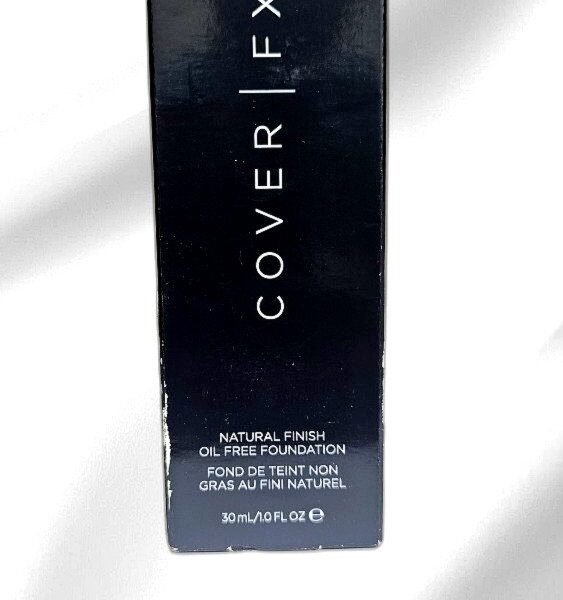 COVER | FX
NATURAL FINISH
OIL FREE FOUNDATION
FOND DE TEINT NON
GRAS AU FINI NATUREL
30 mL/1.0 FL OZ ℮